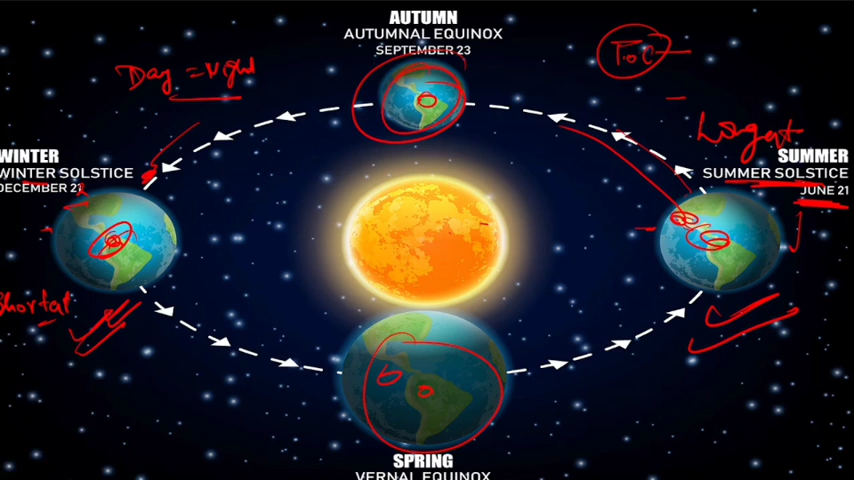 AUTUMN
AUTUMNAL EQUINOX
SEPTEMBER 23
ToC
Day = Night
Longest
WINTER
WINTER SOLSTICE
DECEMBER 21
SUMMER
SUMMER SOLSTICE
JUNE 21
Shortest
SPRING
VERNAL EQUINOX